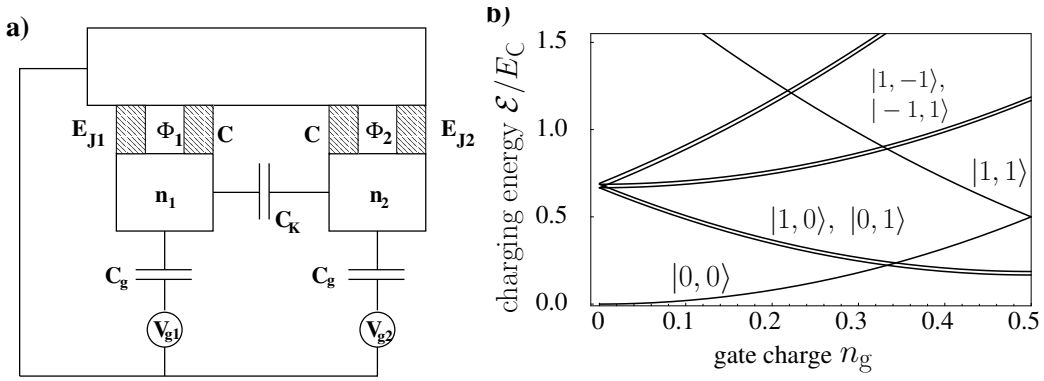 a)
E_J1 Φ_1 C C Φ_2 E_J2
n_1 n_2
C_K
C_g C_g
V_g1 V_g2
b)
charging energy ℰ/E_C
1.5
1.0
0.5
0.0
|1,−1⟩,
|−1,1⟩
|1,1⟩
|1,0⟩, |0,1⟩
|0,0⟩
0 0.1 0.2 0.3 0.4 0.5
gate charge n_g